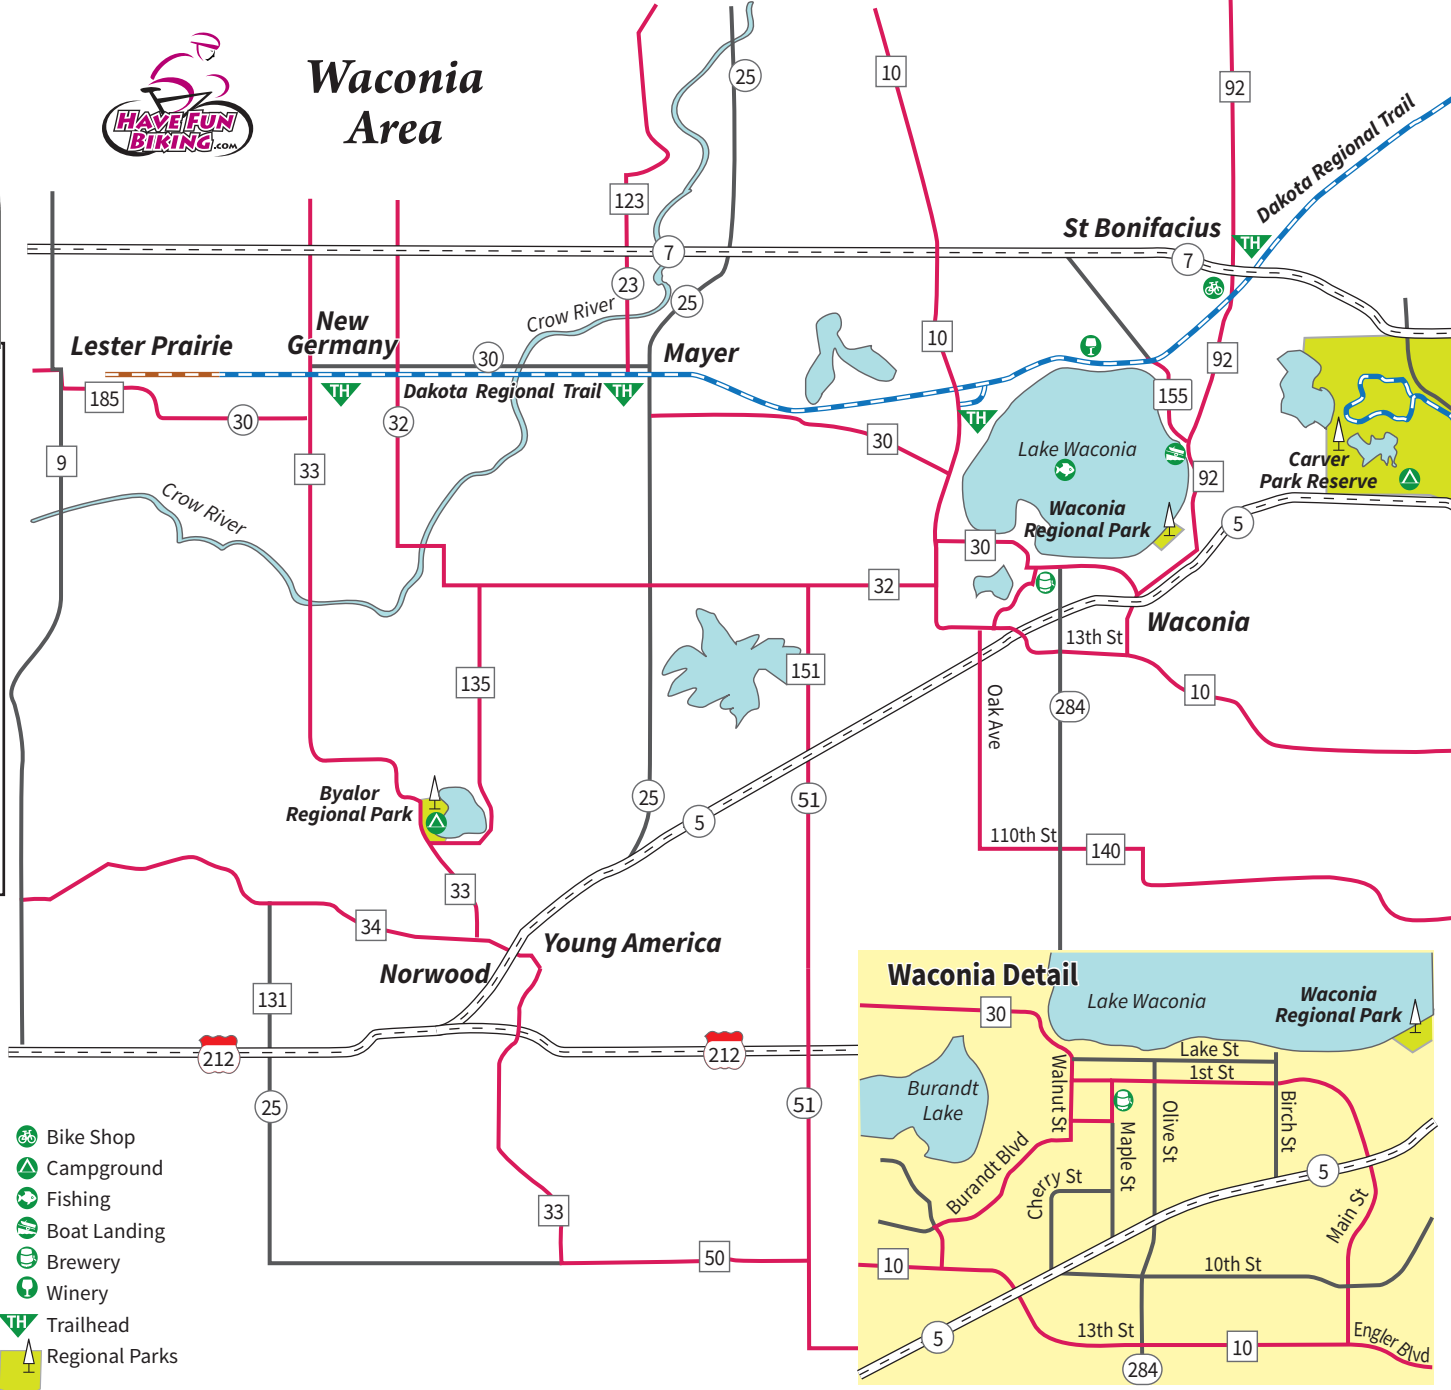 Waconia
Area
HAVE FUN
BIKING.COM
25
10
92
Dakota Regional Trail
123
7
St Bonifacius
TH
7
23
25
Crow River
New
Germany
Lester Prairie
30
Mayer
10
92
185
TH
Dakota Regional Trail
TH
155
30
32
TH
30
9
33
Lake Waconia
92
Carver
Park Reserve
Crow River
Waconia
Regional Park
5
30
32
Waconia
13th St
151
135
Oak Ave
10
284
Byalor
Regional Park
25
51
5
110th St
140
33
34
Young America
Norwood
131
212
212
25
51
33
50
Waconia Detail
Lake Waconia
Waconia
Regional Park
30
Lake St
1st St
Burandt
Lake
Walnut St
Maple St
Olive St
Birch St
Burandt Blvd
Cherry St
5
Main St
10
10th St
5
13th St
10
Engler Blvd
284
Bike Shop
Campground
Fishing
Boat Landing
Brewery
Winery
TH Trailhead
Regional Parks